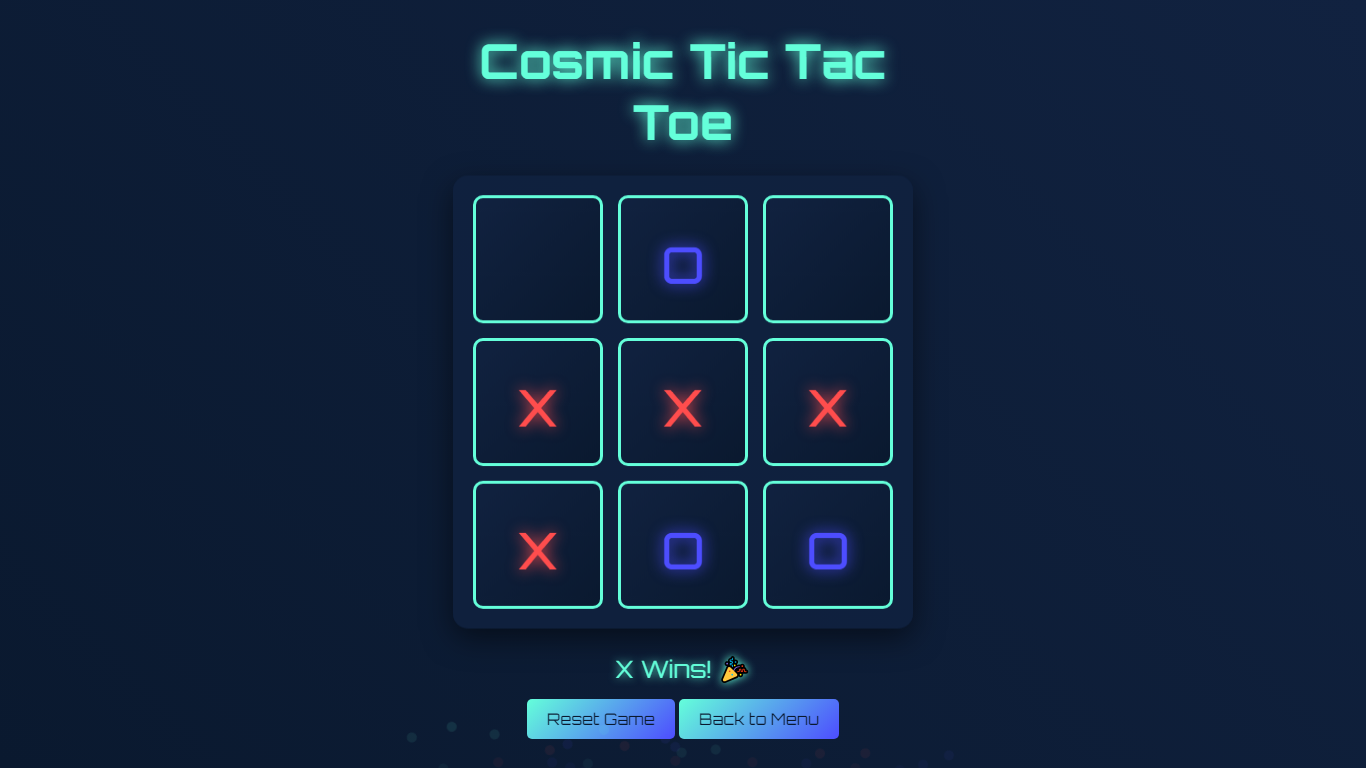 Cosmic Tic Tac
Toe
O
X X X
X O O
X Wins! 🎉
Reset Game Back to Menu